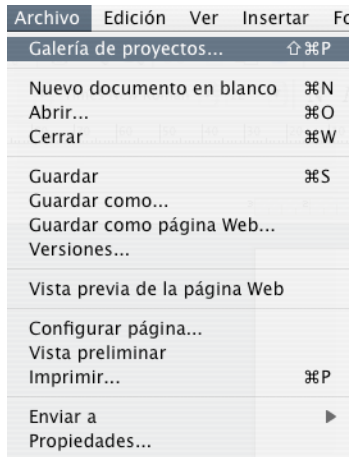 Archivo Edición Ver Insertar Fo
Galería de proyectos... ⇧⌘P
Nuevo documento en blanco ⌘N
Abrir... ⌘O
Cerrar ⌘W
Guardar ⌘S
Guardar como...
Guardar como página Web...
Versiones...
Vista previa de la página Web
Configurar página...
Vista preliminar
Imprimir... ⌘P
Enviar a
Propiedades...